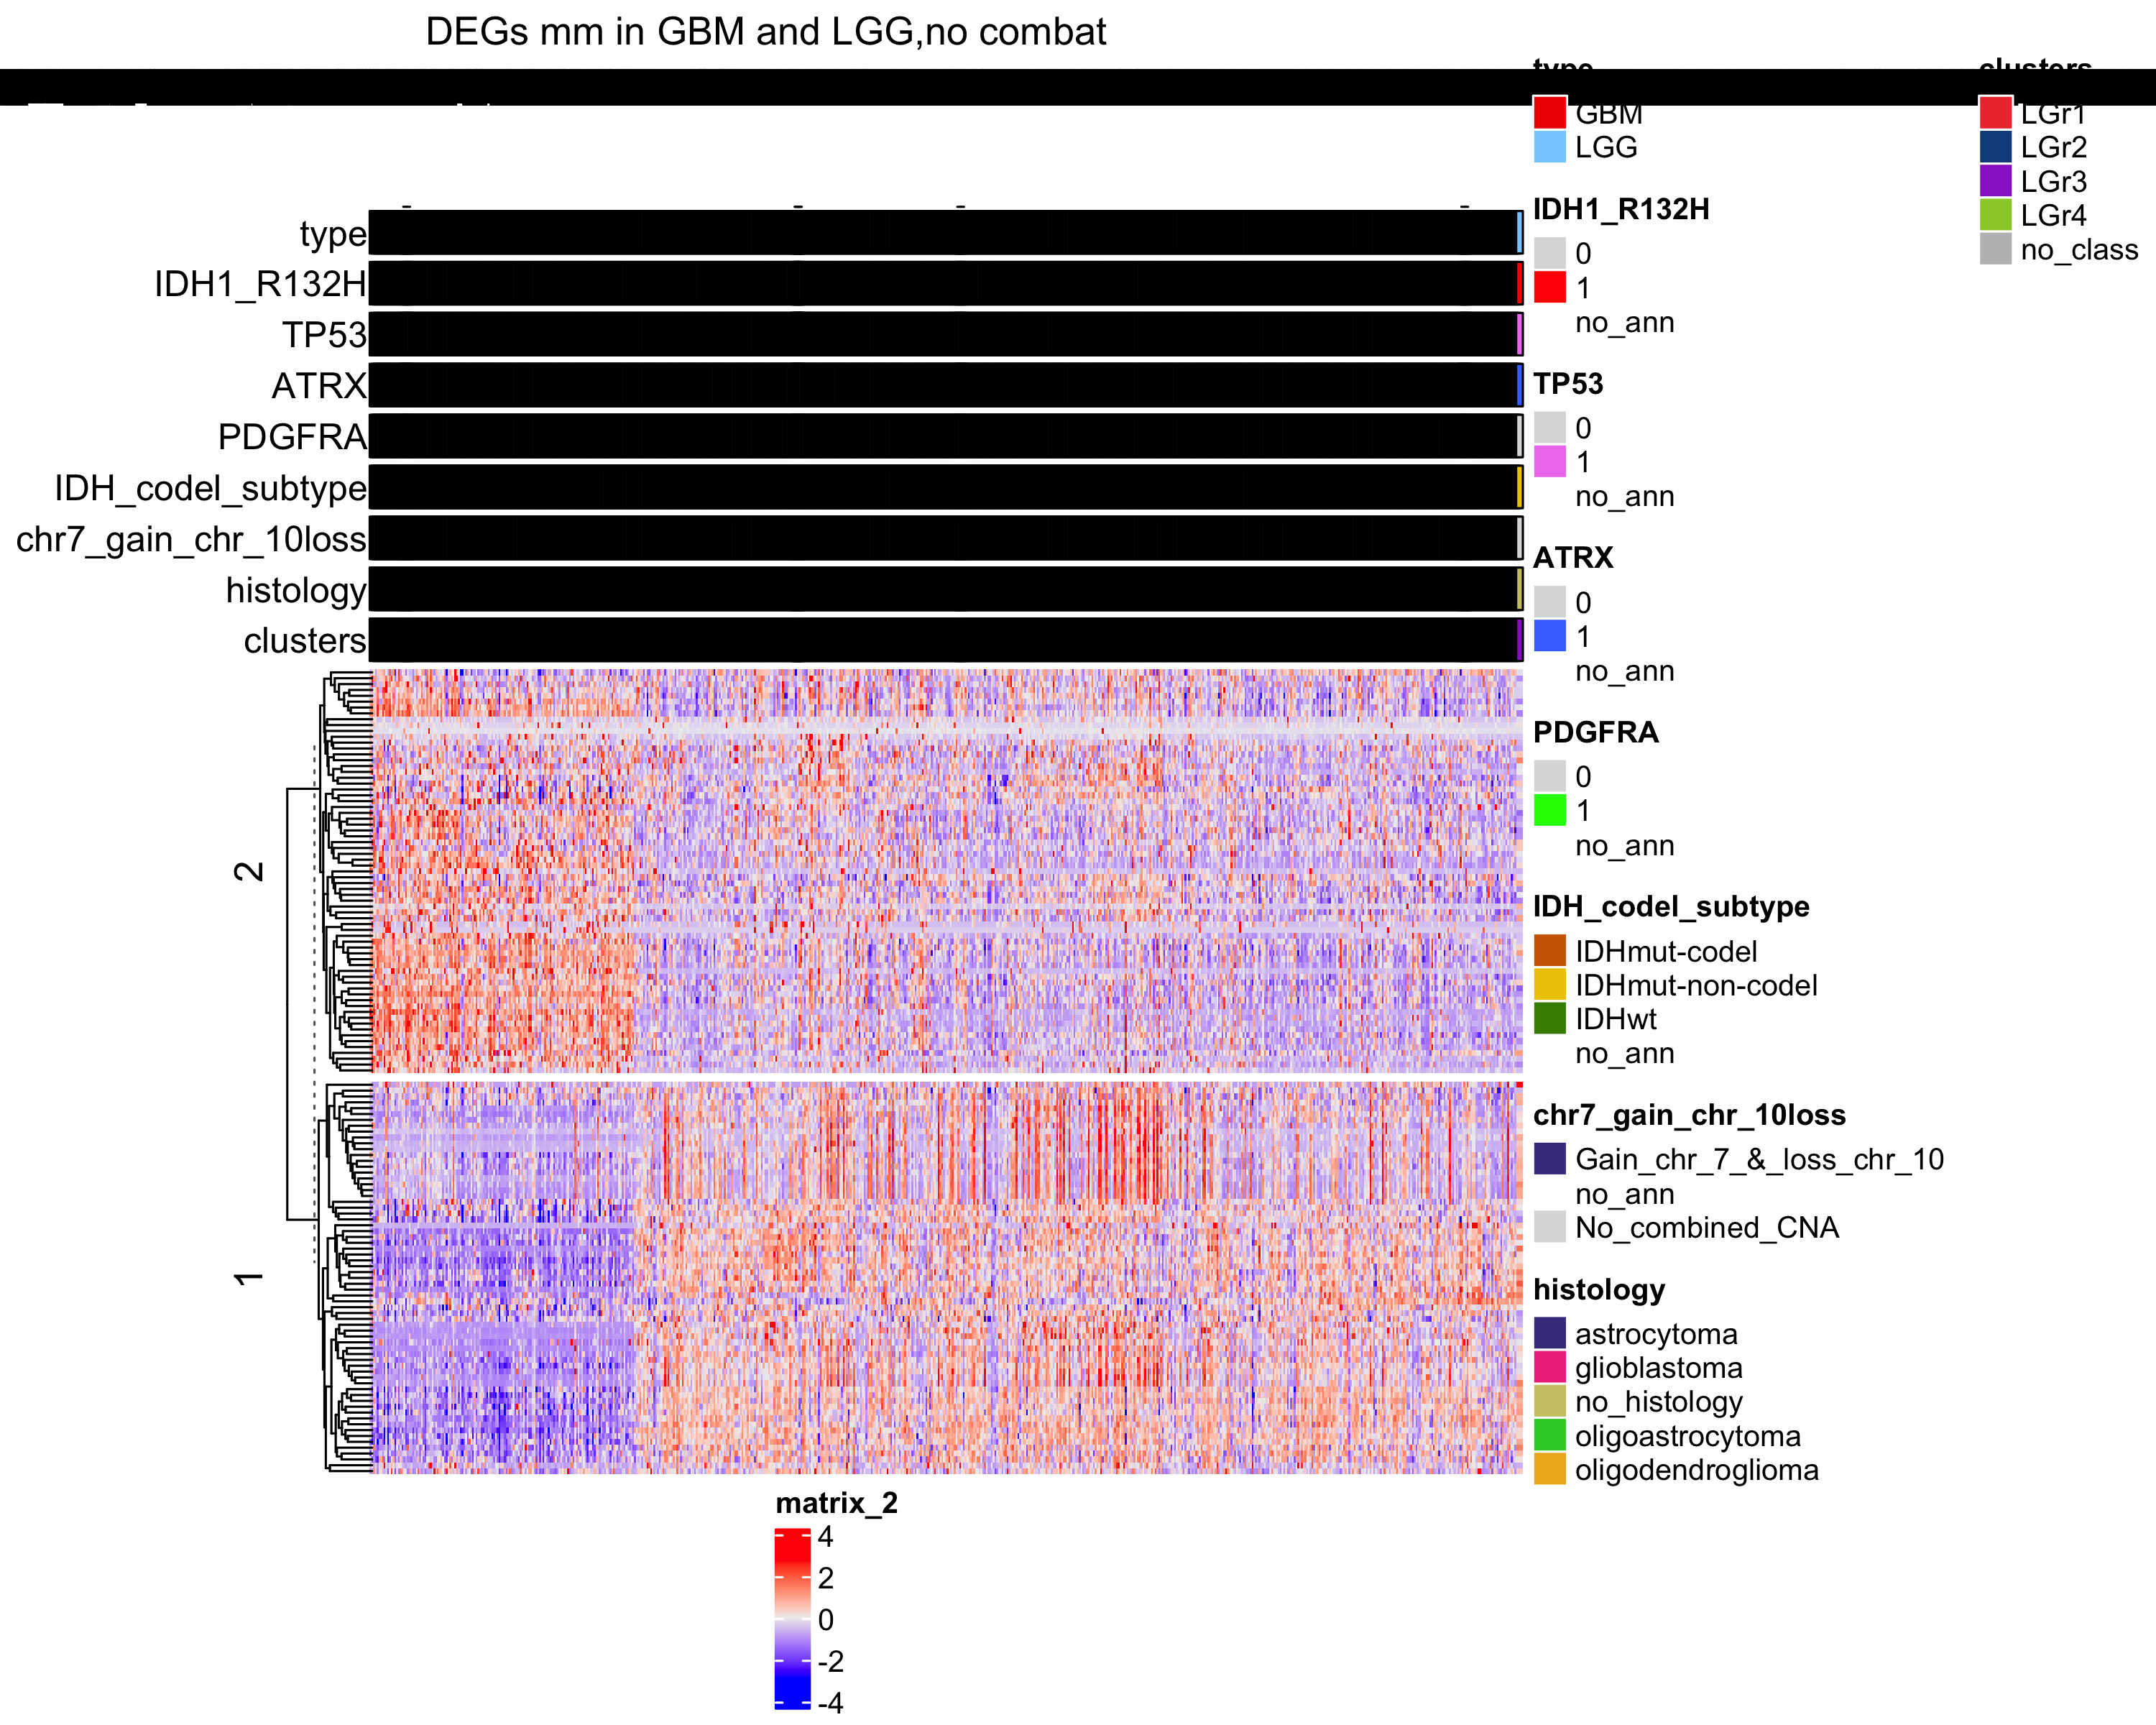 DEGs mm in GBM and LGG,no combat
type
IDH1_R132H
TP53
ATRX
PDGFRA
IDH_codel_subtype
chr7_gain_chr_10loss
histology
clusters
2
1
type
GBM
LGG
IDH1_R132H
0
1
no_ann
TP53
0
1
no_ann
ATRX
0
1
no_ann
PDGFRA
0
1
no_ann
IDH_codel_subtype
IDHmut-codel
IDHmut-non-codel
IDHwt
no_ann
chr7_gain_chr_10loss
Gain_chr_7_&_loss_chr_10
no_ann
No_combined_CNA
histology
astrocytoma
glioblastoma
no_histology
oligoastrocytoma
oligodendroglioma
clusters
LGr1
LGr2
LGr3
LGr4
no_class
matrix_2
4
2
0
-2
-4